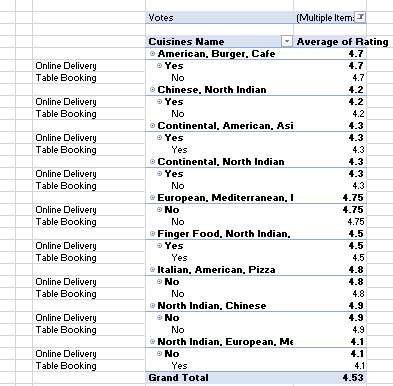 Votes (Multiple Items
Cuisines Name Average of Rating
American, Burger, Cafe 4.7
Online Delivery Yes 4.7
Table Booking No 4.7
Chinese, North Indian 4.2
Online Delivery Yes 4.2
Table Booking No 4.2
Continental, American, Asi 4.3
Online Delivery Yes 4.3
Table Booking Yes 4.3
Continental, North Indian 4.3
Online Delivery Yes 4.3
Table Booking No 4.3
European, Mediterranean, I 4.75
Online Delivery No 4.75
Table Booking No 4.75
Finger Food, North Indian, 4.5
Online Delivery Yes 4.5
Table Booking Yes 4.5
Italian, American, Pizza 4.8
Online Delivery No 4.8
Table Booking No 4.8
North Indian, Chinese 4.9
Online Delivery No 4.9
Table Booking No 4.9
North Indian, European, Me 4.1
Online Delivery No 4.1
Table Booking Yes 4.1
Grand Total 4.53